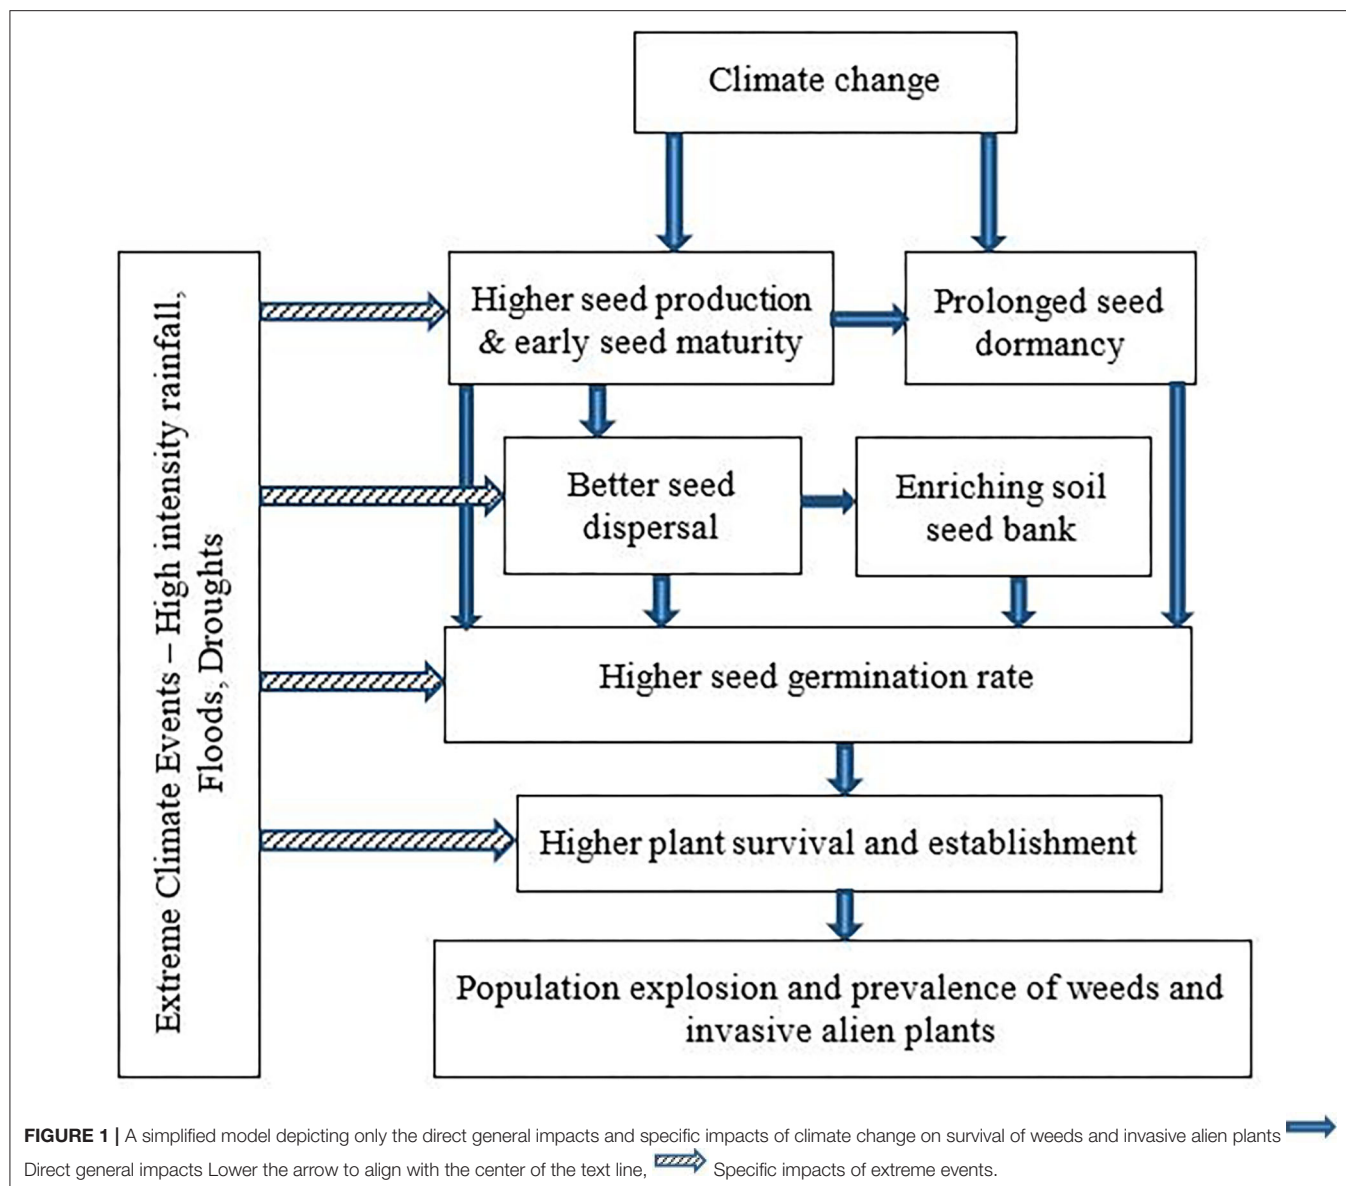 Climate change
Higher seed production
& early seed maturity
Prolonged seed
dormancy
Extreme Climate Events – High intensity rainfall,
Floods, Droughts
Better seed
dispersal
Enriching soil
seed bank
Higher seed germination rate
Higher plant survival and establishment
Population explosion and prevalence of weeds and
invasive alien plants
FIGURE 1 | A simplified model depicting only the direct general impacts and specific impacts of climate change on survival of weeds and invasive alien plants
Direct general impacts Lower the arrow to align with the center of the text line, Specific impacts of extreme events.